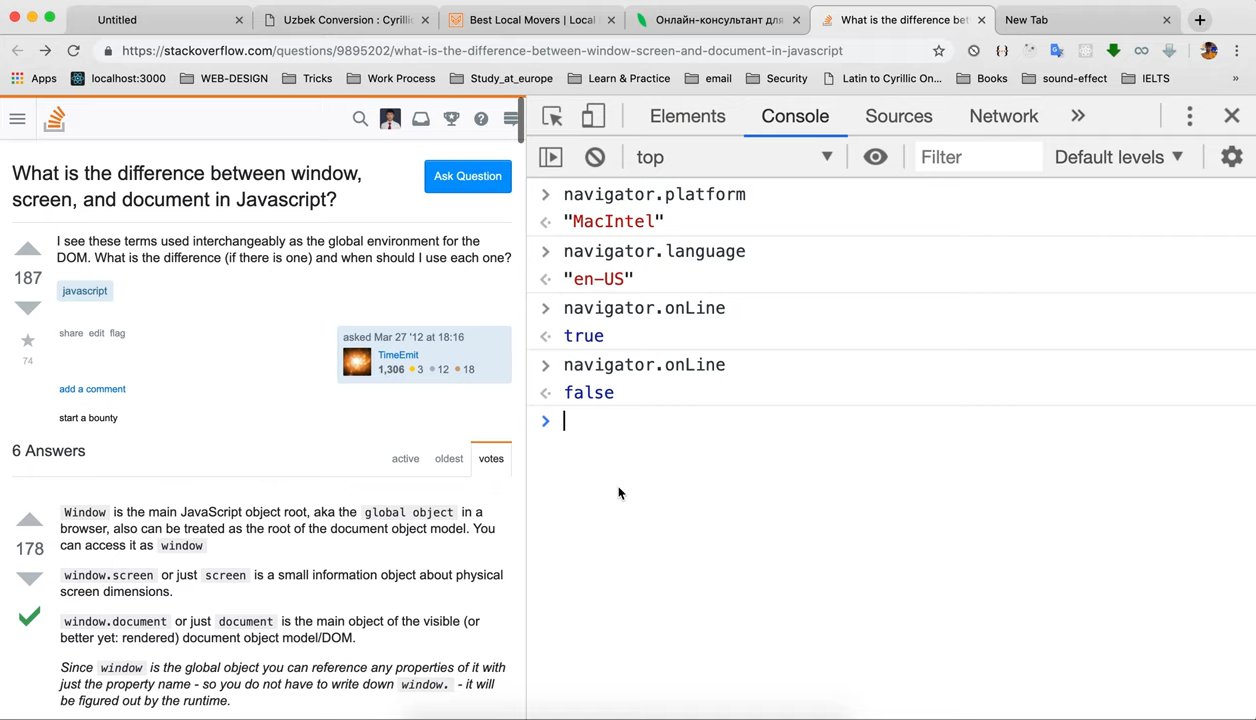 Untitled
Uzbek Conversion : Cyrillic
Best Local Movers | Local
Онлайн-консультант для
What is the difference bet
New Tab
https://stackoverflow.com/questions/9895202/what-is-the-difference-between-window-screen-and-document-in-javascript
Apps
localhost:3000
WEB-DESIGN
Tricks
Work Process
Study_at_europe
Learn & Practice
email
Security
Latin to Cyrillic On...
Books
sound-effect
IELTS
»
What is the difference between window,
screen, and document in Javascript?
Ask Question
I see these terms used interchangeably as the global environment for the
DOM. What is the difference (if there is one) and when should I use each one?
187
javascript
74
share edit flag
asked Mar 27 '12 at 18:16
TimeEmit
1,306 3 12 18
add a comment
start a bounty
6 Answers
active
oldest
votes
178
Window is the main JavaScript object root, aka the global object in a
browser, also can be treated as the root of the document object model. You
can access it as window
window.screen or just screen is a small information object about physical
screen dimensions.
window.document or just document is the main object of the visible (or
better yet: rendered) document object model/DOM.
Since window is the global object you can reference any properties of it with
just the property name - so you do not have to write down window. - it will
be figured out by the runtime.
Elements
Console
Sources
Network
»
top
Filter
Default levels
> navigator.platform
"MacIntel"
> navigator.language
"en-US"
> navigator.onLine
true
> navigator.onLine
false
>